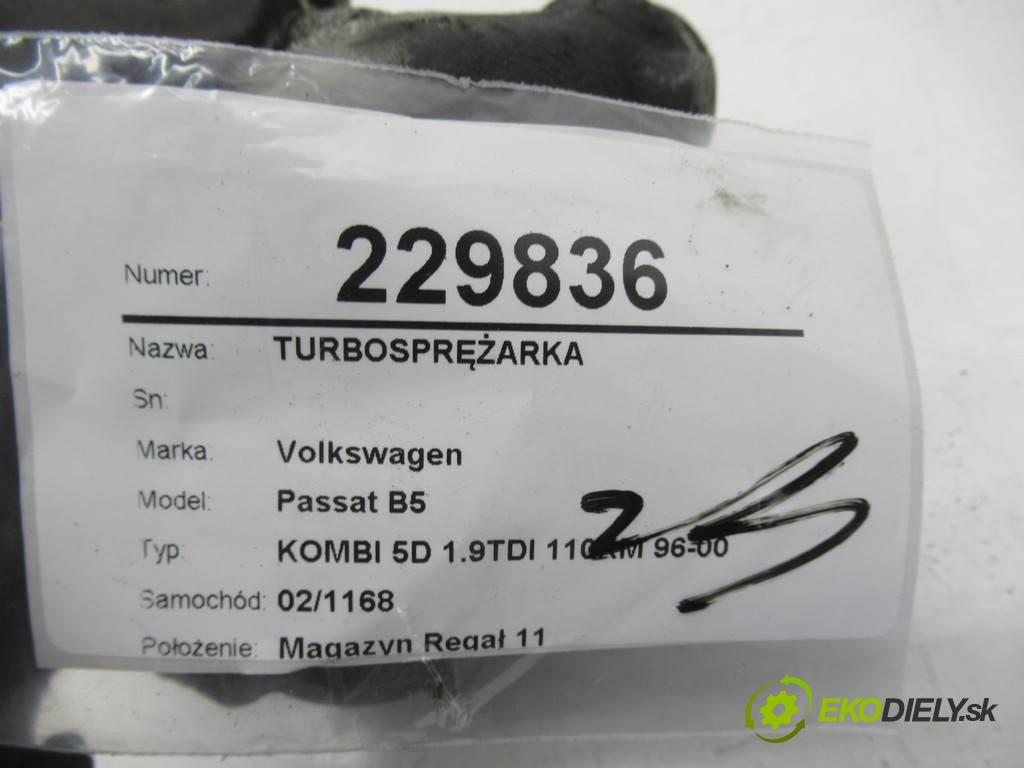 Numer: 229836
Nazwa: TURBOSPRĘŻARKA
Sn:
Marka: Volkswagen
Model: Passat B5
Typ: KOMBI 5D 1.9TDI 110KM 96-00
Samochód: 02/1168
Położenie: Magazyn Regał 11
EKODIELY.sk